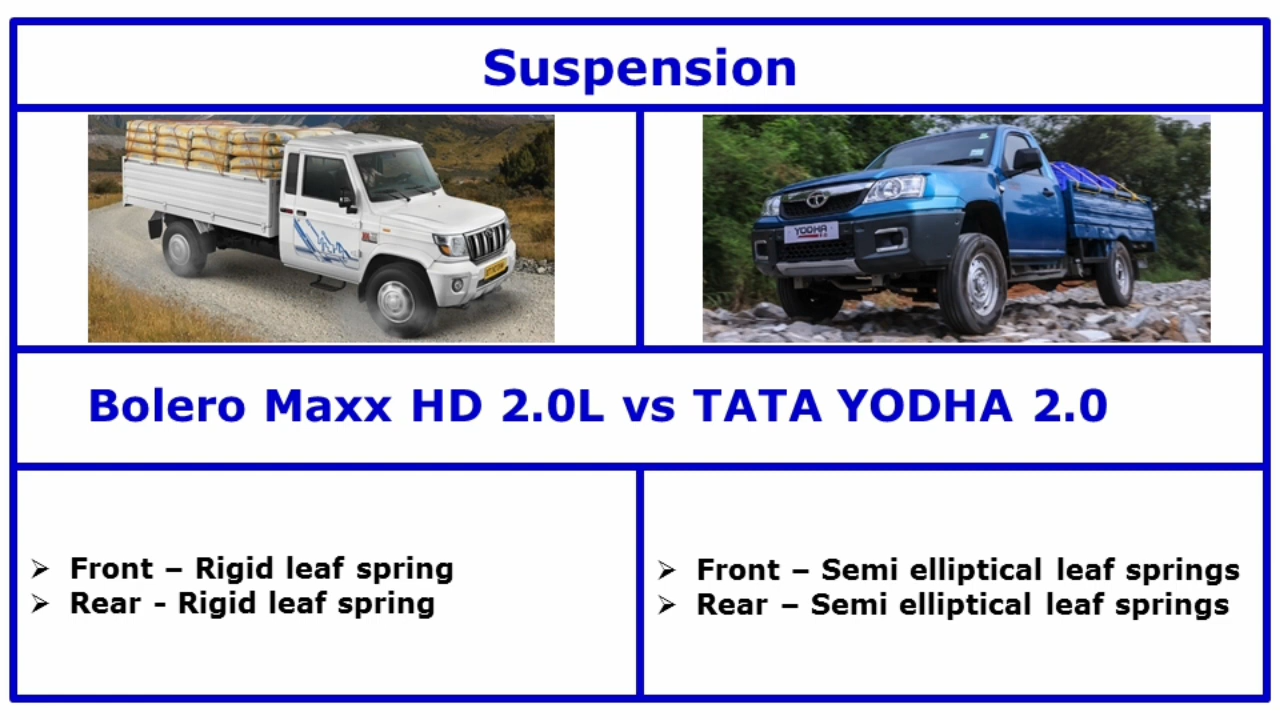 Suspension
YODHA
Bolero Maxx HD 2.0L vs TATA YODHA 2.0
➢ Front – Rigid leaf spring
➢ Rear - Rigid leaf spring
➢ Front – Semi elliptical leaf springs
➢ Rear – Semi elliptical leaf springs